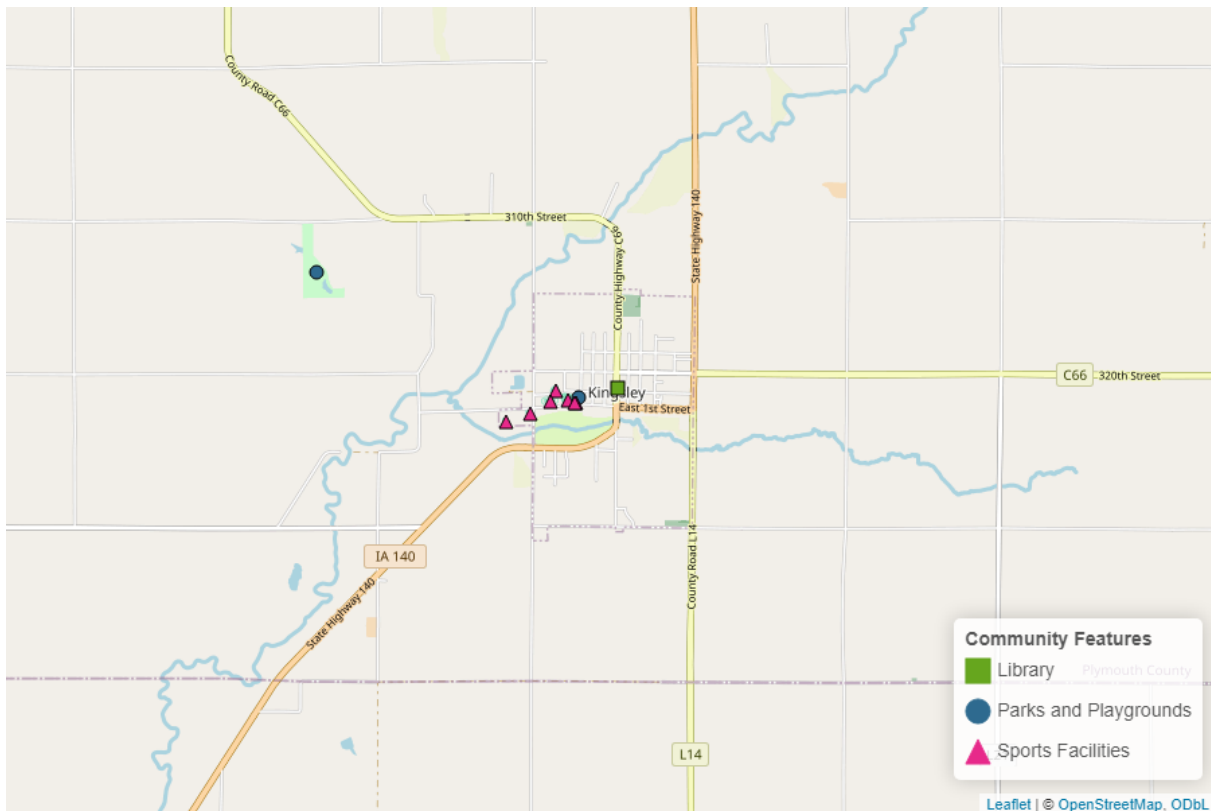 County Road C66
310th Street
State Highway 140
County Highway C66
C66
320th Street
Kingsley
East 1st Street
IA 140
County Road L14
State Highway 140
Community Features
Library
Plymouth County
Parks and Playgrounds
L14
Sports Facilities
Leaflet | © OpenStreetMap, ODbL